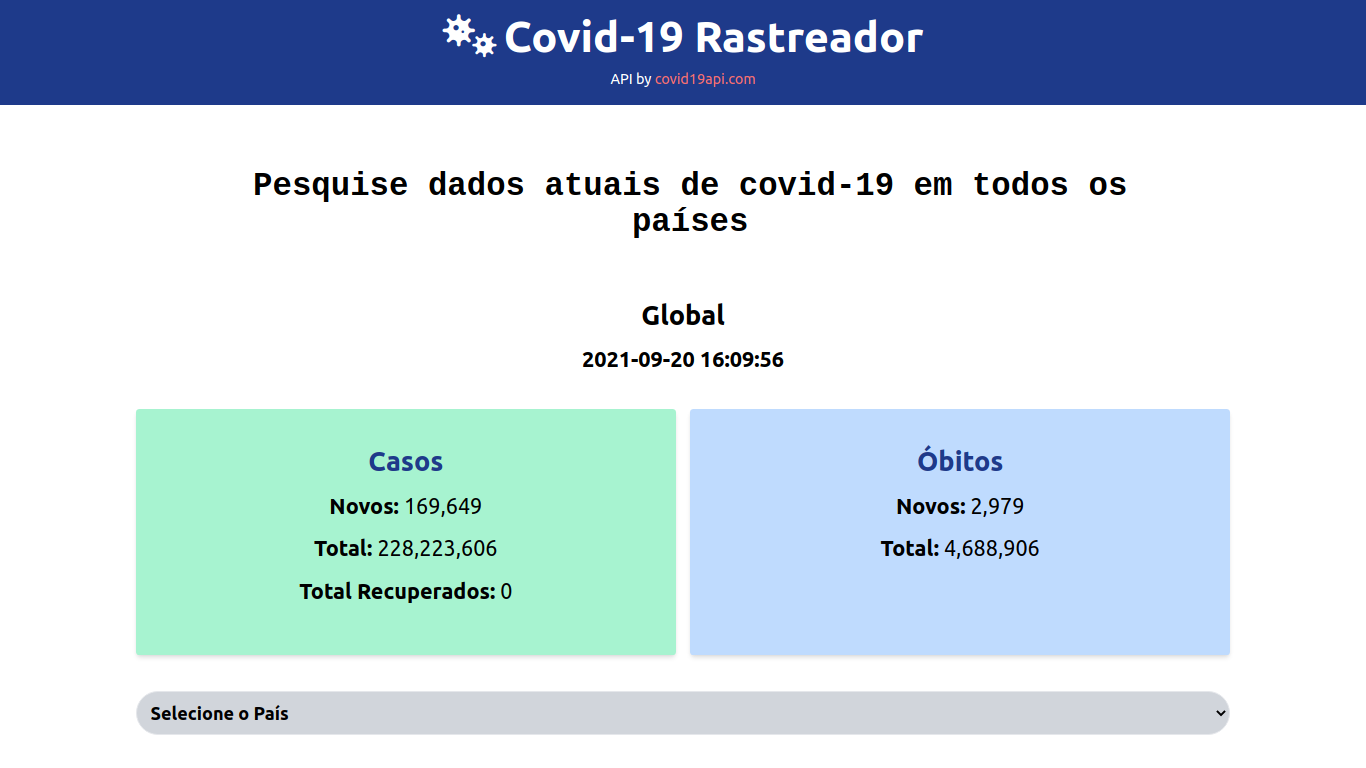 Covid-19 Rastreador
API by covid19api.com
Pesquise dados atuais de covid-19 em todos os
países
Global
2021-09-20 16:09:56
Casos
Novos: 169,649
Total: 228,223,606
Total Recuperados: 0
Óbitos
Novos: 2,979
Total: 4,688,906
Selecione o País